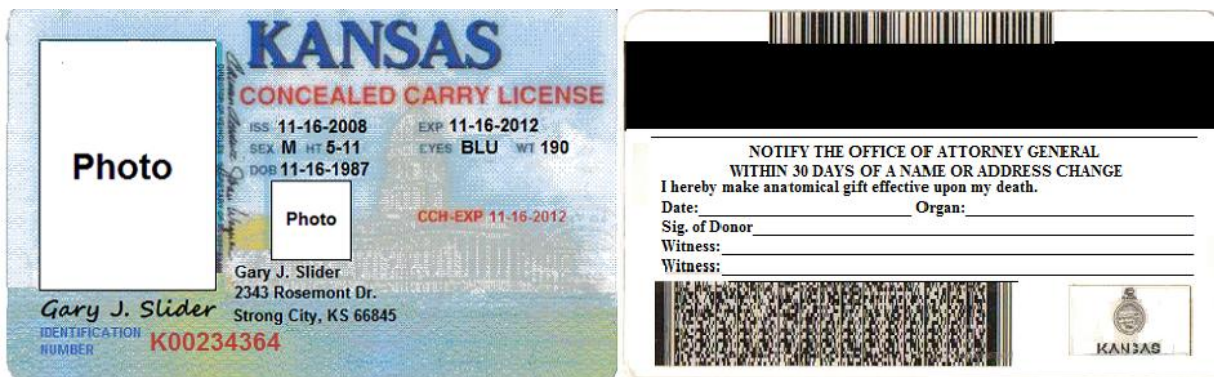 KANSAS
CONCEALED CARRY LICENSE
ISS 11-16-2008 EXP 11-16-2012
SEX M HT 5-11 EYES BLU WT 190
DOB 11-16-1987
Photo
Photo
CCH-EXP 11-16-2012
Gary J. Slider
2343 Rosemont Dr.
Strong City, KS 66845
Gary J. Slider
IDENTIFICATION
NUMBER K00234364
NOTIFY THE OFFICE OF ATTORNEY GENERAL
WITHIN 30 DAYS OF A NAME OR ADDRESS CHANGE
I hereby make anatomical gift effective upon my death.
Date: Organ:
Sig. of Donor
Witness:
Witness:
KANSAS